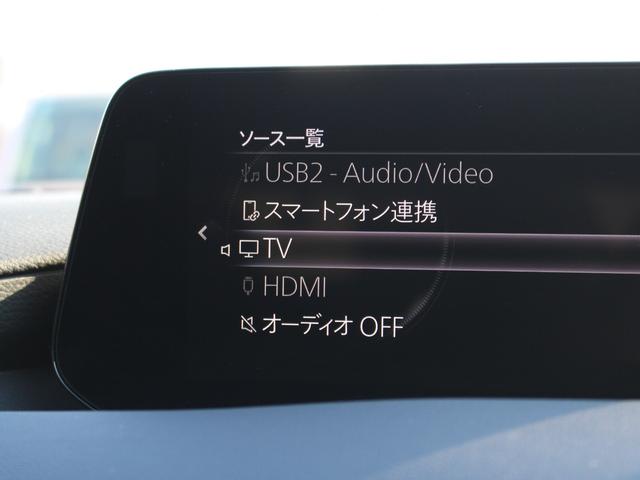 ソース一覧
USB2 - Audio/Video
スマートフォン連携
TV
HDMI
オーディオ OFF